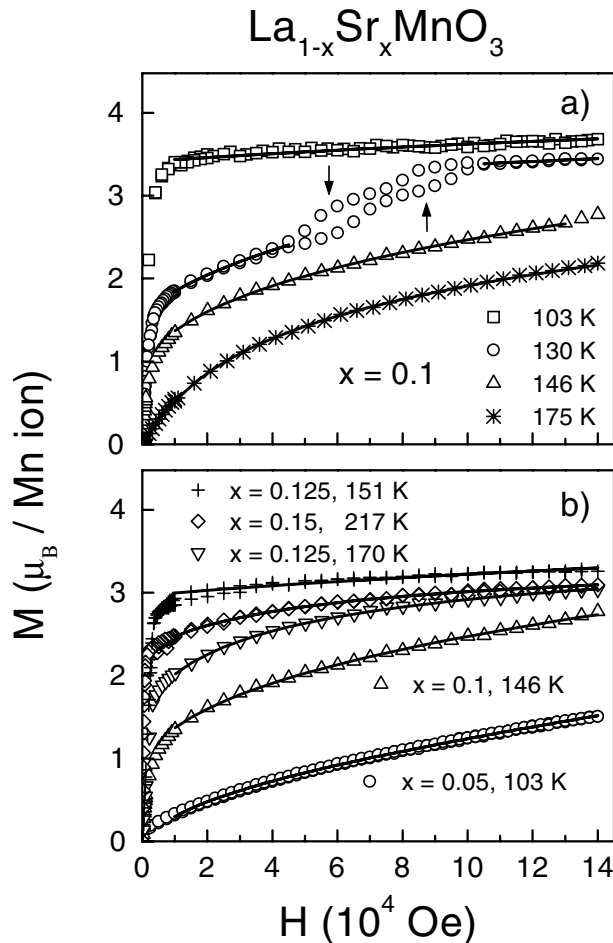 La₁₋ₓSrₓMnO₃
a)
4
3
2
1
0
103 K
130 K
146 K
175 K
x = 0.1
b)
x = 0.125, 151 K
x = 0.15, 217 K
x = 0.125, 170 K
x = 0.1, 146 K
x = 0.05, 103 K
4
3
2
1
0
0 2 4 6 8 10 12 14
H (10⁴ Oe)
M (μ_B / Mn ion)